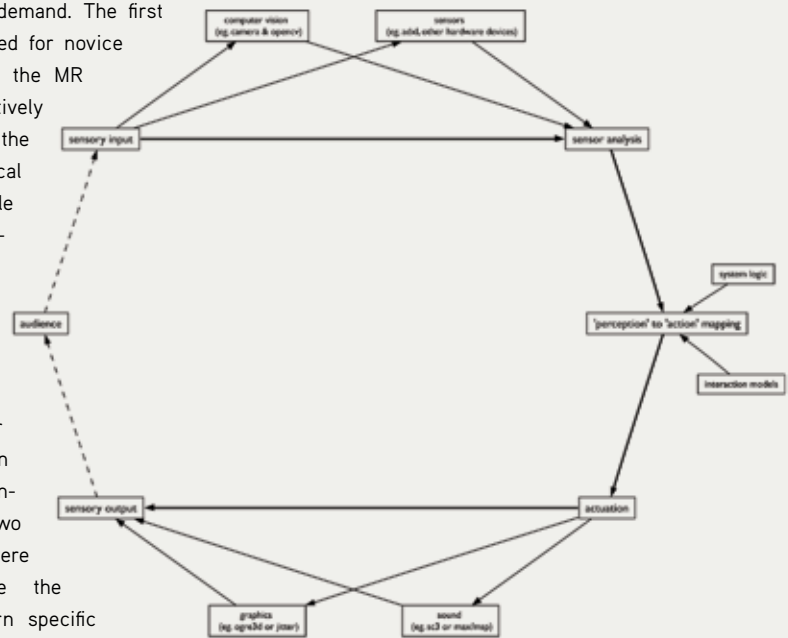 demand. The first
ed for novice
the MR
tively
the
cal
le
-
computer vision
(eg. camera & opencv)
sensors
(eg. adxl, other hardware devices)
sensory input
sensor analysis
system logic
audience
'perception' to 'action' mapping
interaction models
n
n-
sensory output
actuation
wo
ere
e the
rn specific
graphics
(eg. ogre3d or jitter)
sound
(eg. sc3 or max/msp)